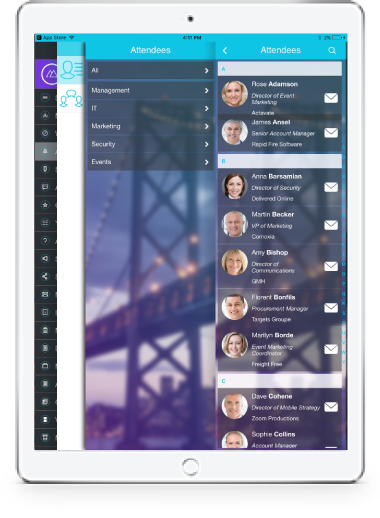 App Store
4:11 PM
2%
Attendees
All
Management
IT
Marketing
Security
Events
Attendees
A
Rose Adamson
Director of Event
Marketing
Actavate
James Ansel
Senior Account Manager
Rapid Fire Software
B
Anna Barsamian
Director of Security
Delivered Online
Martin Becker
VP of Marketing
Comoxia
Amy Bishop
Director of
Communications
GMH
Florent Bonfils
Procurement Manager
Targets Groupe
Marilyn Borde
Event Marketing
Coordinator
Freight Free
C
Dave Cohene
Director of Mobile Strategy
Zoom Productions
Sophie Collins
Account Manager